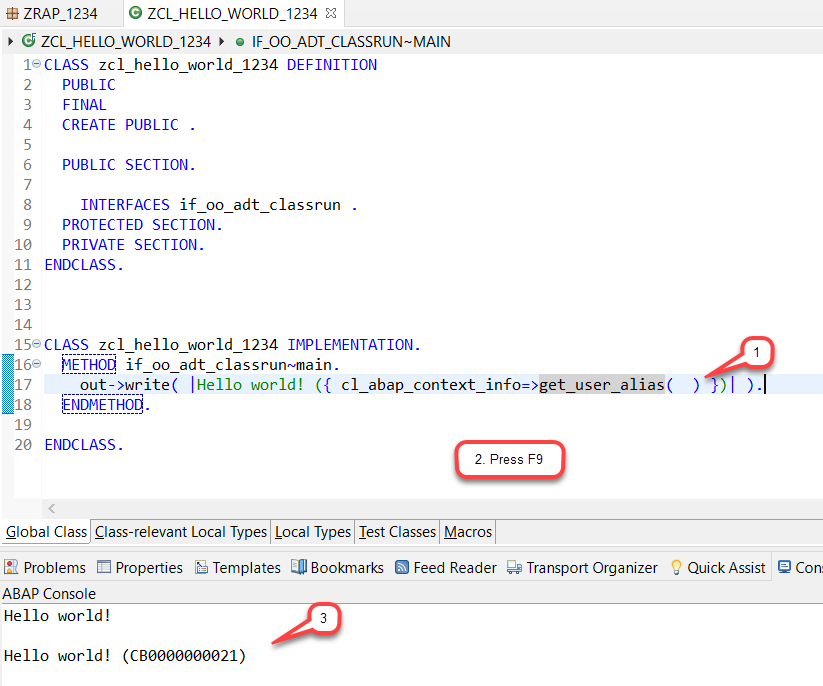 ZRAP_1234 ZCL_HELLO_WORLD_1234
ZCL_HELLO_WORLD_1234 IF_OO_ADT_CLASSRUN~MAIN
1 CLASS zcl_hello_world_1234 DEFINITION
2 PUBLIC
3 FINAL
4 CREATE PUBLIC .
5
6 PUBLIC SECTION.
7
8 INTERFACES if_oo_adt_classrun .
9 PROTECTED SECTION.
10 PRIVATE SECTION.
11 ENDCLASS.
12
13
14
15 CLASS zcl_hello_world_1234 IMPLEMENTATION.
16 METHOD if_oo_adt_classrun~main.
17 out->write( |Hello world! ({ cl_abap_context_info=>get_user_alias(  ) })| ).
1
18 ENDMETHOD.
19
20 ENDCLASS.
2. Press F9
Global Class Class-relevant Local Types Local Types Test Classes Macros
Problems Properties Templates Bookmarks Feed Reader Transport Organizer Quick Assist Con
ABAP Console
Hello world!
3
Hello world! (CB0000000021)